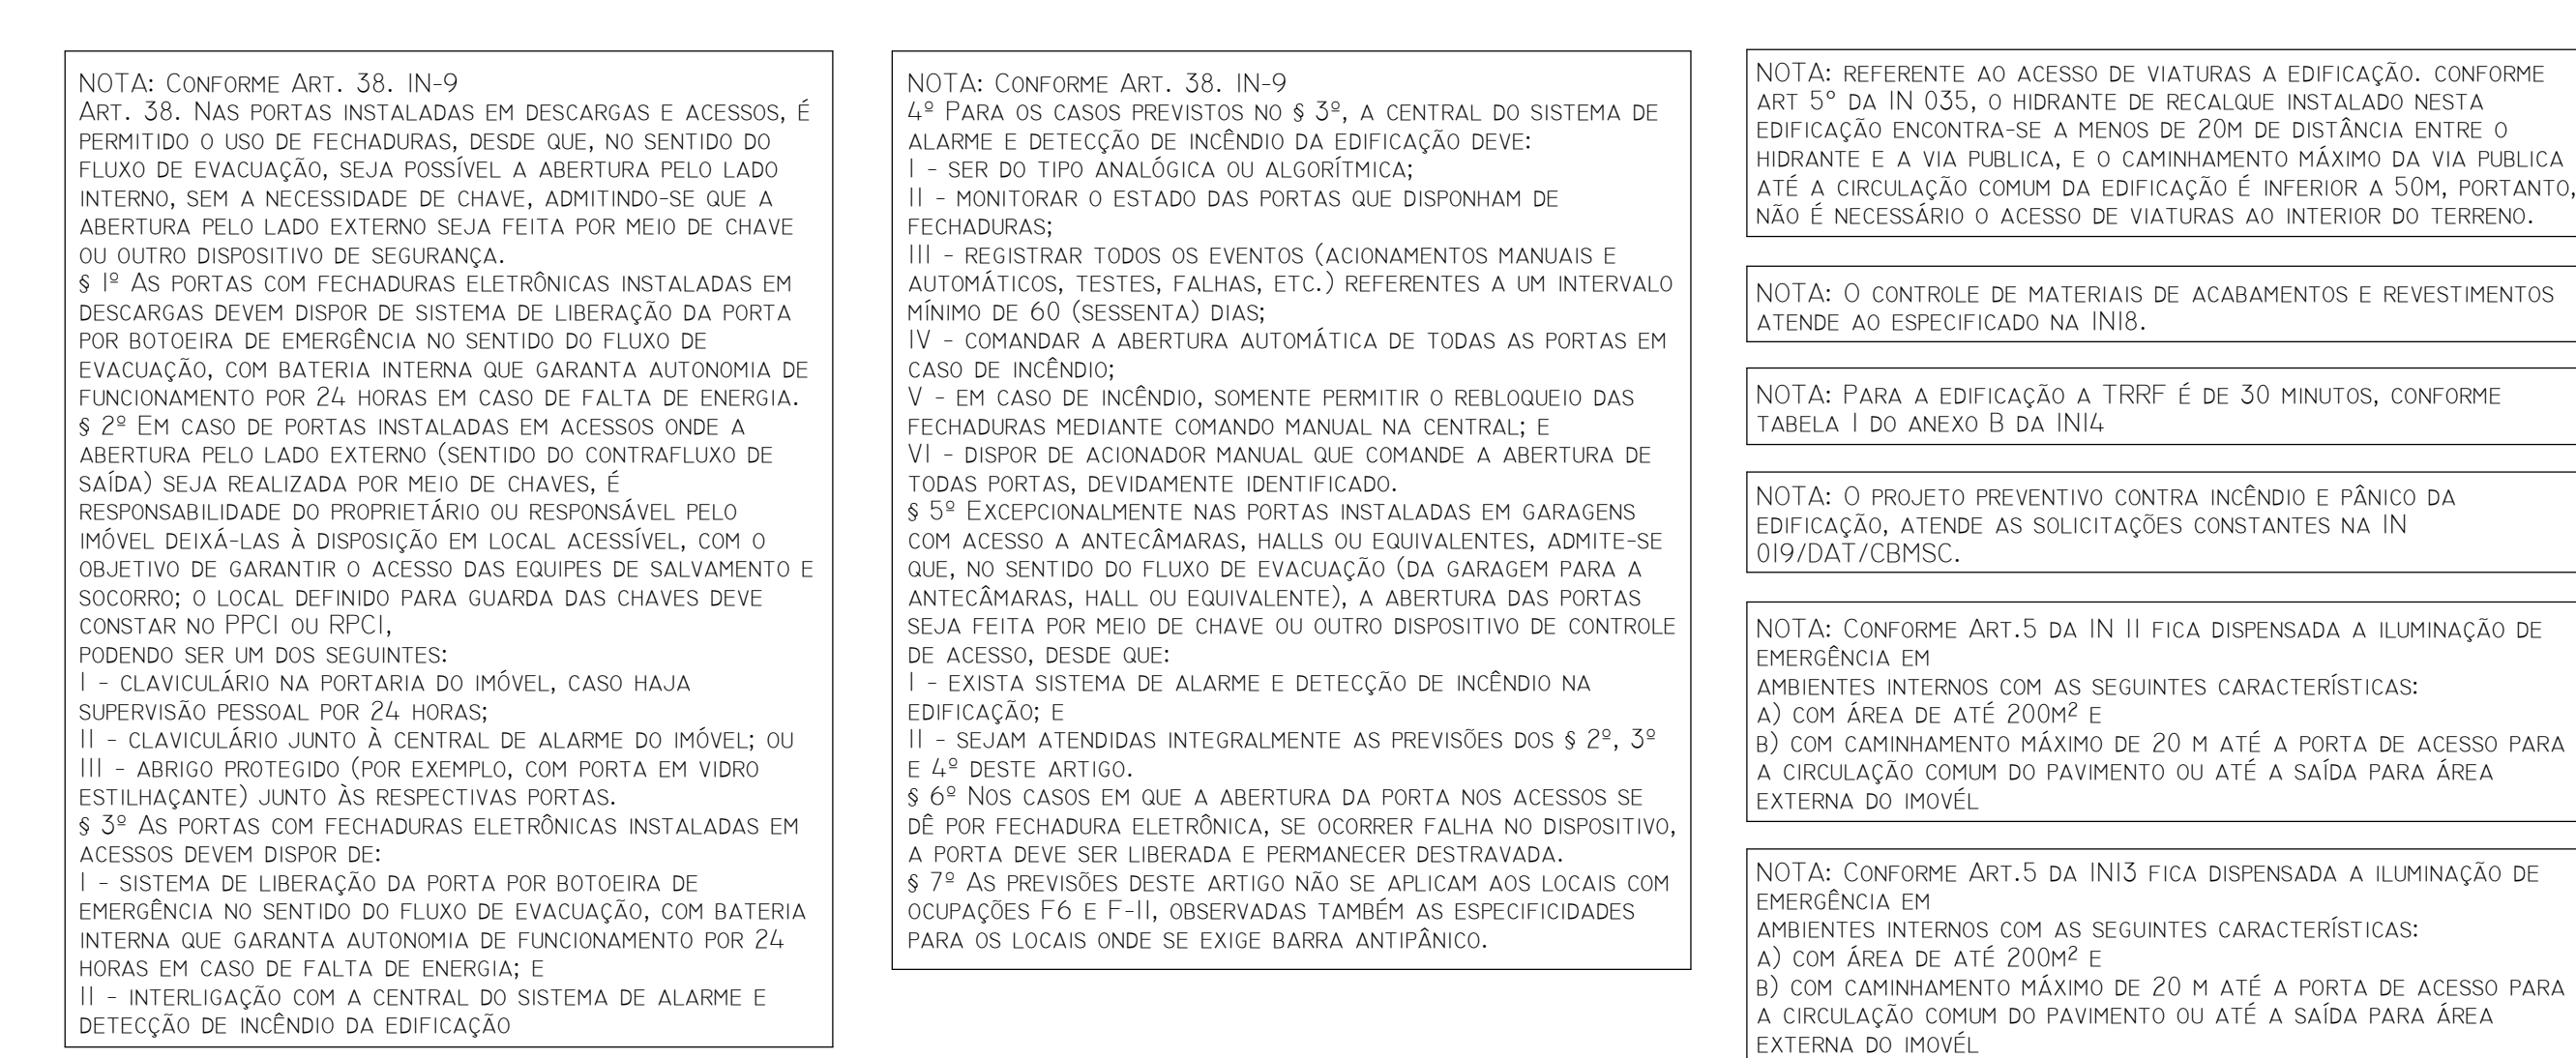 NOTA: Conforme Art. 38. IN-9
Art. 38. Nas portas instaladas em descargas e acessos, é
permitido o uso de fechaduras, desde que, no sentido do
fluxo de evacuação, seja possível a abertura pelo lado
interno, sem a necessidade de chave, admitindo-se que a
abertura pelo lado externo seja feita por meio de chave
ou outro dispositivo de segurança.
§ 1º As portas com fechaduras eletrônicas instaladas em
descargas devem dispor de sistema de liberação da porta
por botoeira de emergência no sentido do fluxo de
evacuação, com bateria interna que garanta autonomia de
funcionamento por 24 horas em caso de falta de energia.
§ 2º Em caso de portas instaladas em acessos onde a
abertura pelo lado externo (sentido do contrafluxo de
saída) seja realizada por meio de chaves, é
responsabilidade do proprietário ou responsável pelo
imóvel deixá-las à disposição em local acessível, com o
objetivo de garantir o acesso das equipes de salvamento e
socorro; o local definido para guarda das chaves deve
constar no PPCI ou RPCI,
podendo ser um dos seguintes:
I - claviculário na portaria do imóvel, caso haja
supervisão pessoal por 24 horas;
II - claviculário junto à central de alarme do imóvel; ou
III - abrigo protegido (por exemplo, com porta em vidro
estilhaçante) junto às respectivas portas.
§ 3º As portas com fechaduras eletrônicas instaladas em
acessos devem dispor de:
I - sistema de liberação da porta por botoeira de
emergência no sentido do fluxo de evacuação, com bateria
interna que garanta autonomia de funcionamento por 24
horas em caso de falta de energia; e
II - interligação com a central do sistema de alarme e
detecção de incêndio da edificação
NOTA: Conforme Art. 38. IN-9
4º Para os casos previstos no § 3º, a central do sistema de
alarme e detecção de incêndio da edificação deve:
I - ser do tipo analógica ou algorítmica;
II - monitorar o estado das portas que disponham de
fechaduras;
III - registrar todos os eventos (acionamentos manuais e
automáticos, testes, falhas, etc.) referentes a um intervalo
mínimo de 60 (sessenta) dias;
IV - comandar a abertura automática de todas as portas em
caso de incêndio;
V - em caso de incêndio, somente permitir o rebloqueio das
fechaduras mediante comando manual na central; e
VI - dispor de acionador manual que comande a abertura de
todas portas, devidamente identificado.
§ 5º Excepcionalmente nas portas instaladas em garagens
com acesso a antecâmaras, halls ou equivalentes, admite-se
que, no sentido do fluxo de evacuação (da garagem para a
antecâmaras, hall ou equivalente), a abertura das portas
seja feita por meio de chave ou outro dispositivo de controle
de acesso, desde que:
I - exista sistema de alarme e detecção de incêndio na
edificação; e
II - sejam atendidas integralmente as previsões dos § 2º, 3º
e 4º deste artigo.
§ 6º Nos casos em que a abertura da porta nos acessos se
dê por fechadura eletrônica, se ocorrer falha no dispositivo,
a porta deve ser liberada e permanecer destravada.
§ 7º As previsões deste artigo não se aplicam aos locais com
ocupações F6 e F-11, observadas também as especificidades
para os locais onde se exige barra antipânico.
NOTA: referente ao acesso de viaturas a edificação. conforme
art 5° da IN 035, o hidrante de recalque instalado nesta
edificação encontra-se a menos de 20m de distância entre o
hidrante e a via publica, e o caminhamento máximo da via publica
até a circulação comum da edificação é inferior a 50m, portanto,
não é necessário o acesso de viaturas ao interior do terreno.
NOTA: O controle de materiais de acabamentos e revestimentos
atende ao especificado na IN18.
NOTA: Para a edificação a TRRF é de 30 minutos, conforme
tabela 1 do anexo B da IN14
NOTA: O projeto preventivo contra incêndio e pânico da
edificação, atende as solicitações constantes na IN
019/DAT/CBMSC.
NOTA: Conforme Art.5 da IN 11 fica dispensada a iluminação de
emergência em
ambientes internos com as seguintes características:
a) com área de até 200m² e
b) com caminhamento máximo de 20 m até a porta de acesso para
a circulação comum do pavimento ou até a saída para área
externa do imovél
NOTA: Conforme Art.5 da IN13 fica dispensada a iluminação de
emergência em
ambientes internos com as seguintes características:
a) com área de até 200m² e
b) com caminhamento máximo de 20 m até a porta de acesso para
a circulação comum do pavimento ou até a saída para área
externa do imovél